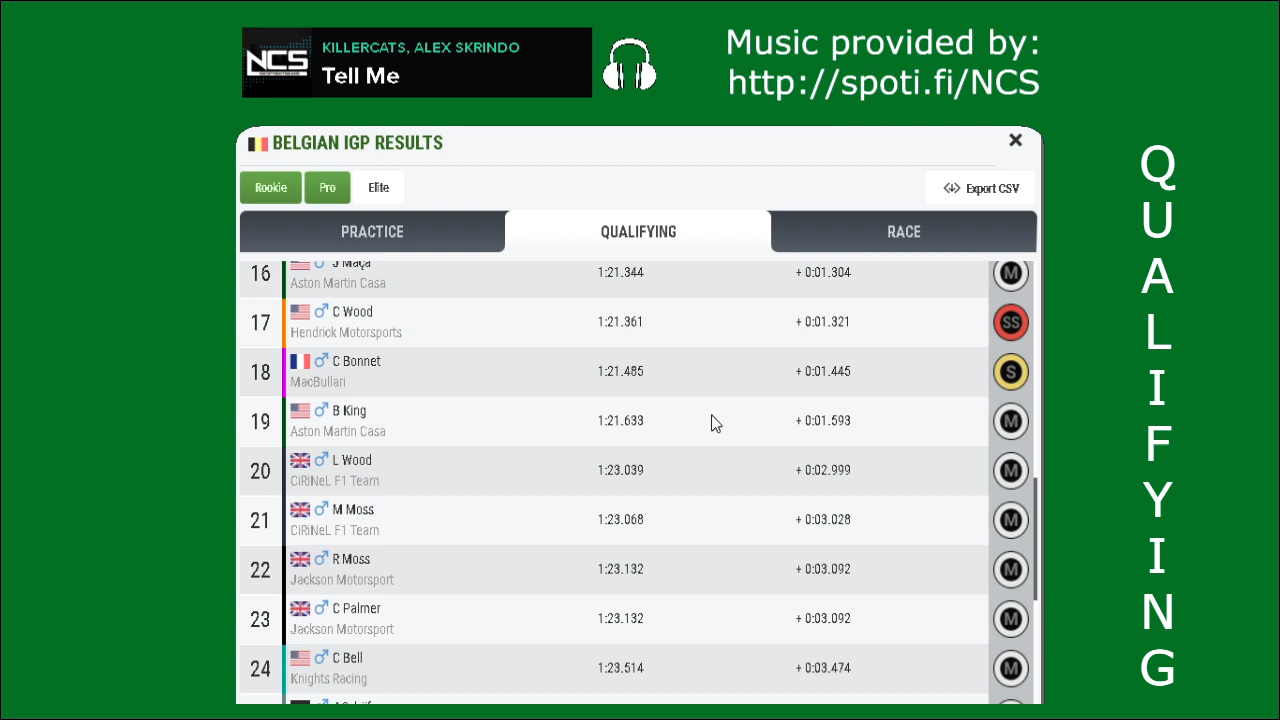 KILLERCATS, ALEX SKRINDO
NCS
Tell Me
Music provided by:
http://spoti.fi/NCS
BELGIAN IGP RESULTS
Rookie Pro Elite Export CSV
PRACTICE QUALIFYING RACE
16 J Maça 1:21.344 + 0:01.304 M
Aston Martin Casa
17 C Wood 1:21.361 + 0:01.321 SS
Hendrick Motorsports
18 C Bonnet 1:21.485 + 0:01.445 S
MacBullari
19 B King 1:21.633 + 0:01.593 M
Aston Martin Casa
20 L Wood 1:23.039 + 0:02.999 M
CiRiNeL F1 Team
21 M Moss 1:23.068 + 0:03.028 M
CiRiNeL F1 Team
22 R Moss 1:23.132 + 0:03.092 M
Jackson Motorsport
23 C Palmer 1:23.132 + 0:03.092 M
Jackson Motorsport
24 C Bell 1:23.514 + 0:03.474 M
Knights Racing
QUALIFYING